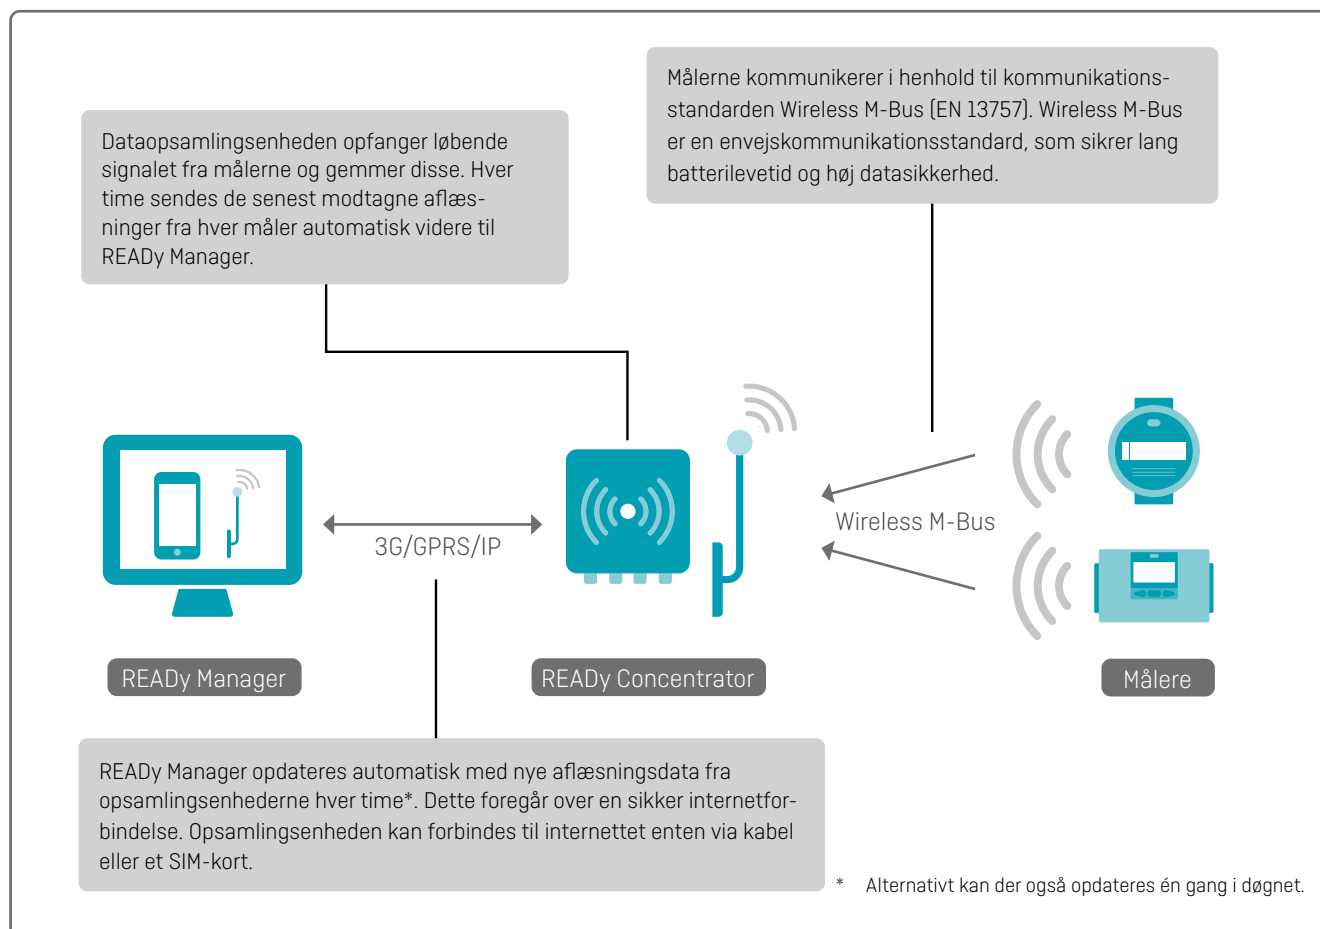 Målerne kommunikerer i henhold til kommunikations-
standarden Wireless M-Bus (EN 13757). Wireless M-Bus
er en envejskommunikationsstandard, som sikrer lang
batterilevetid og høj datasikkerhed.
Dataopsamlingsenheden opfanger løbende
signalet fra målerne og gemmer disse. Hver
time sendes de senest modtagne aflæs-
ninger fra hver måler automatisk videre til
READy Manager.
3G/GPRS/IP
Wireless M-Bus
READy Manager
READy Concentrator
Målere
READy Manager opdateres automatisk med nye aflæsningsdata fra
opsamlingsenhederne hver time*. Dette foregår over en sikker internetfor-
bindelse. Opsamlingsenheden kan forbindes til internettet enten via kabel
eller et SIM-kort.
* Alternativt kan der også opdateres én gang i døgnet.